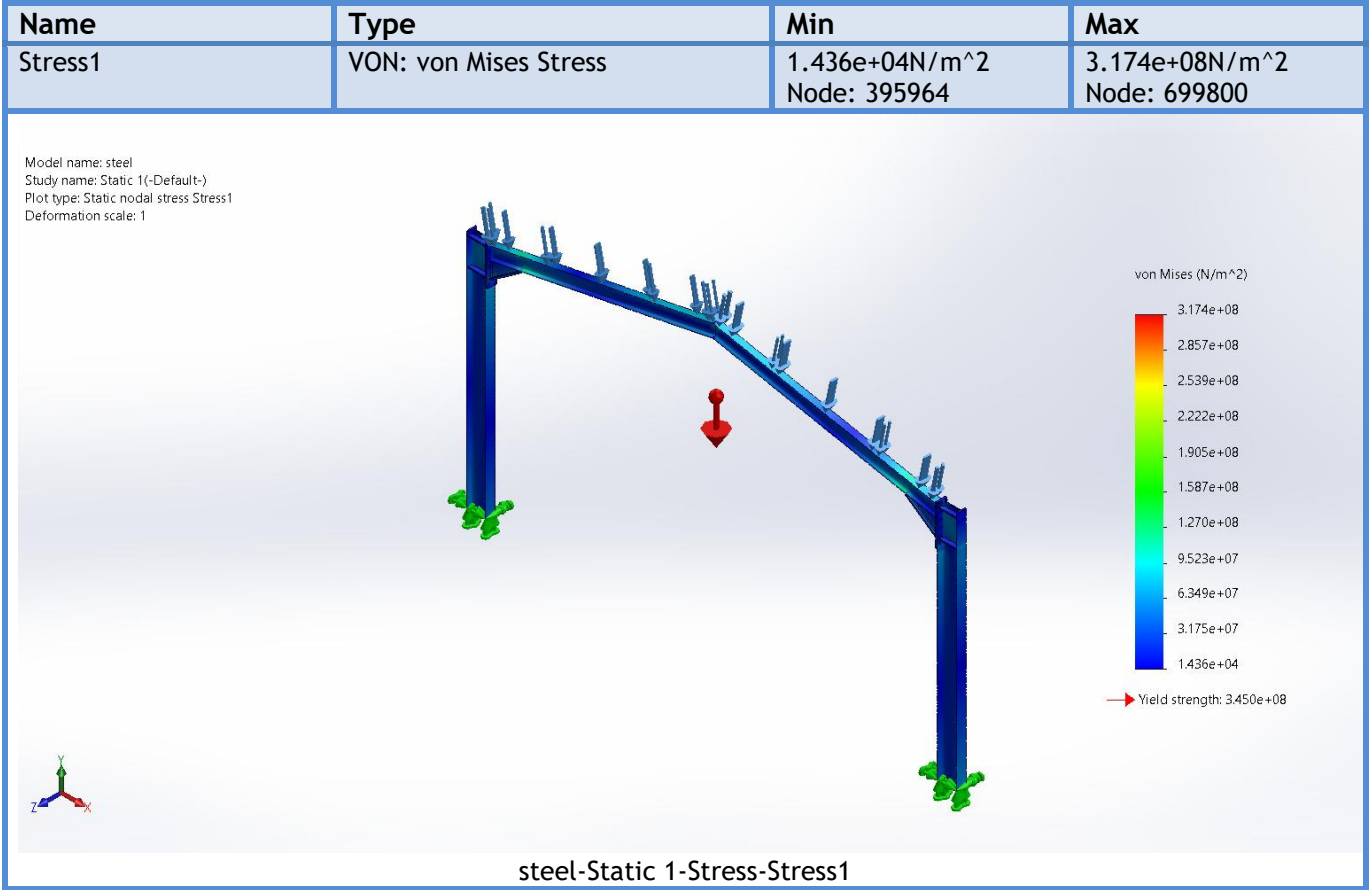 Name Type Min Max
Stress1 VON: von Mises Stress 1.436e+04N/m^2 3.174e+08N/m^2
Node: 395964 Node: 699800
Model name: steel
Study name: Static 1(-Default-)
Plot type: Static nodal stress Stress1
Deformation scale: 1
von Mises (N/m^2)
3.174e+08
2.857e+08
2.539e+08
2.222e+08
1.905e+08
1.587e+08
1.270e+08
9.523e+07
6.349e+07
3.175e+07
1.436e+04
Yield strength: 3.450e+08
Y
Z X
steel-Static 1-Stress-Stress1